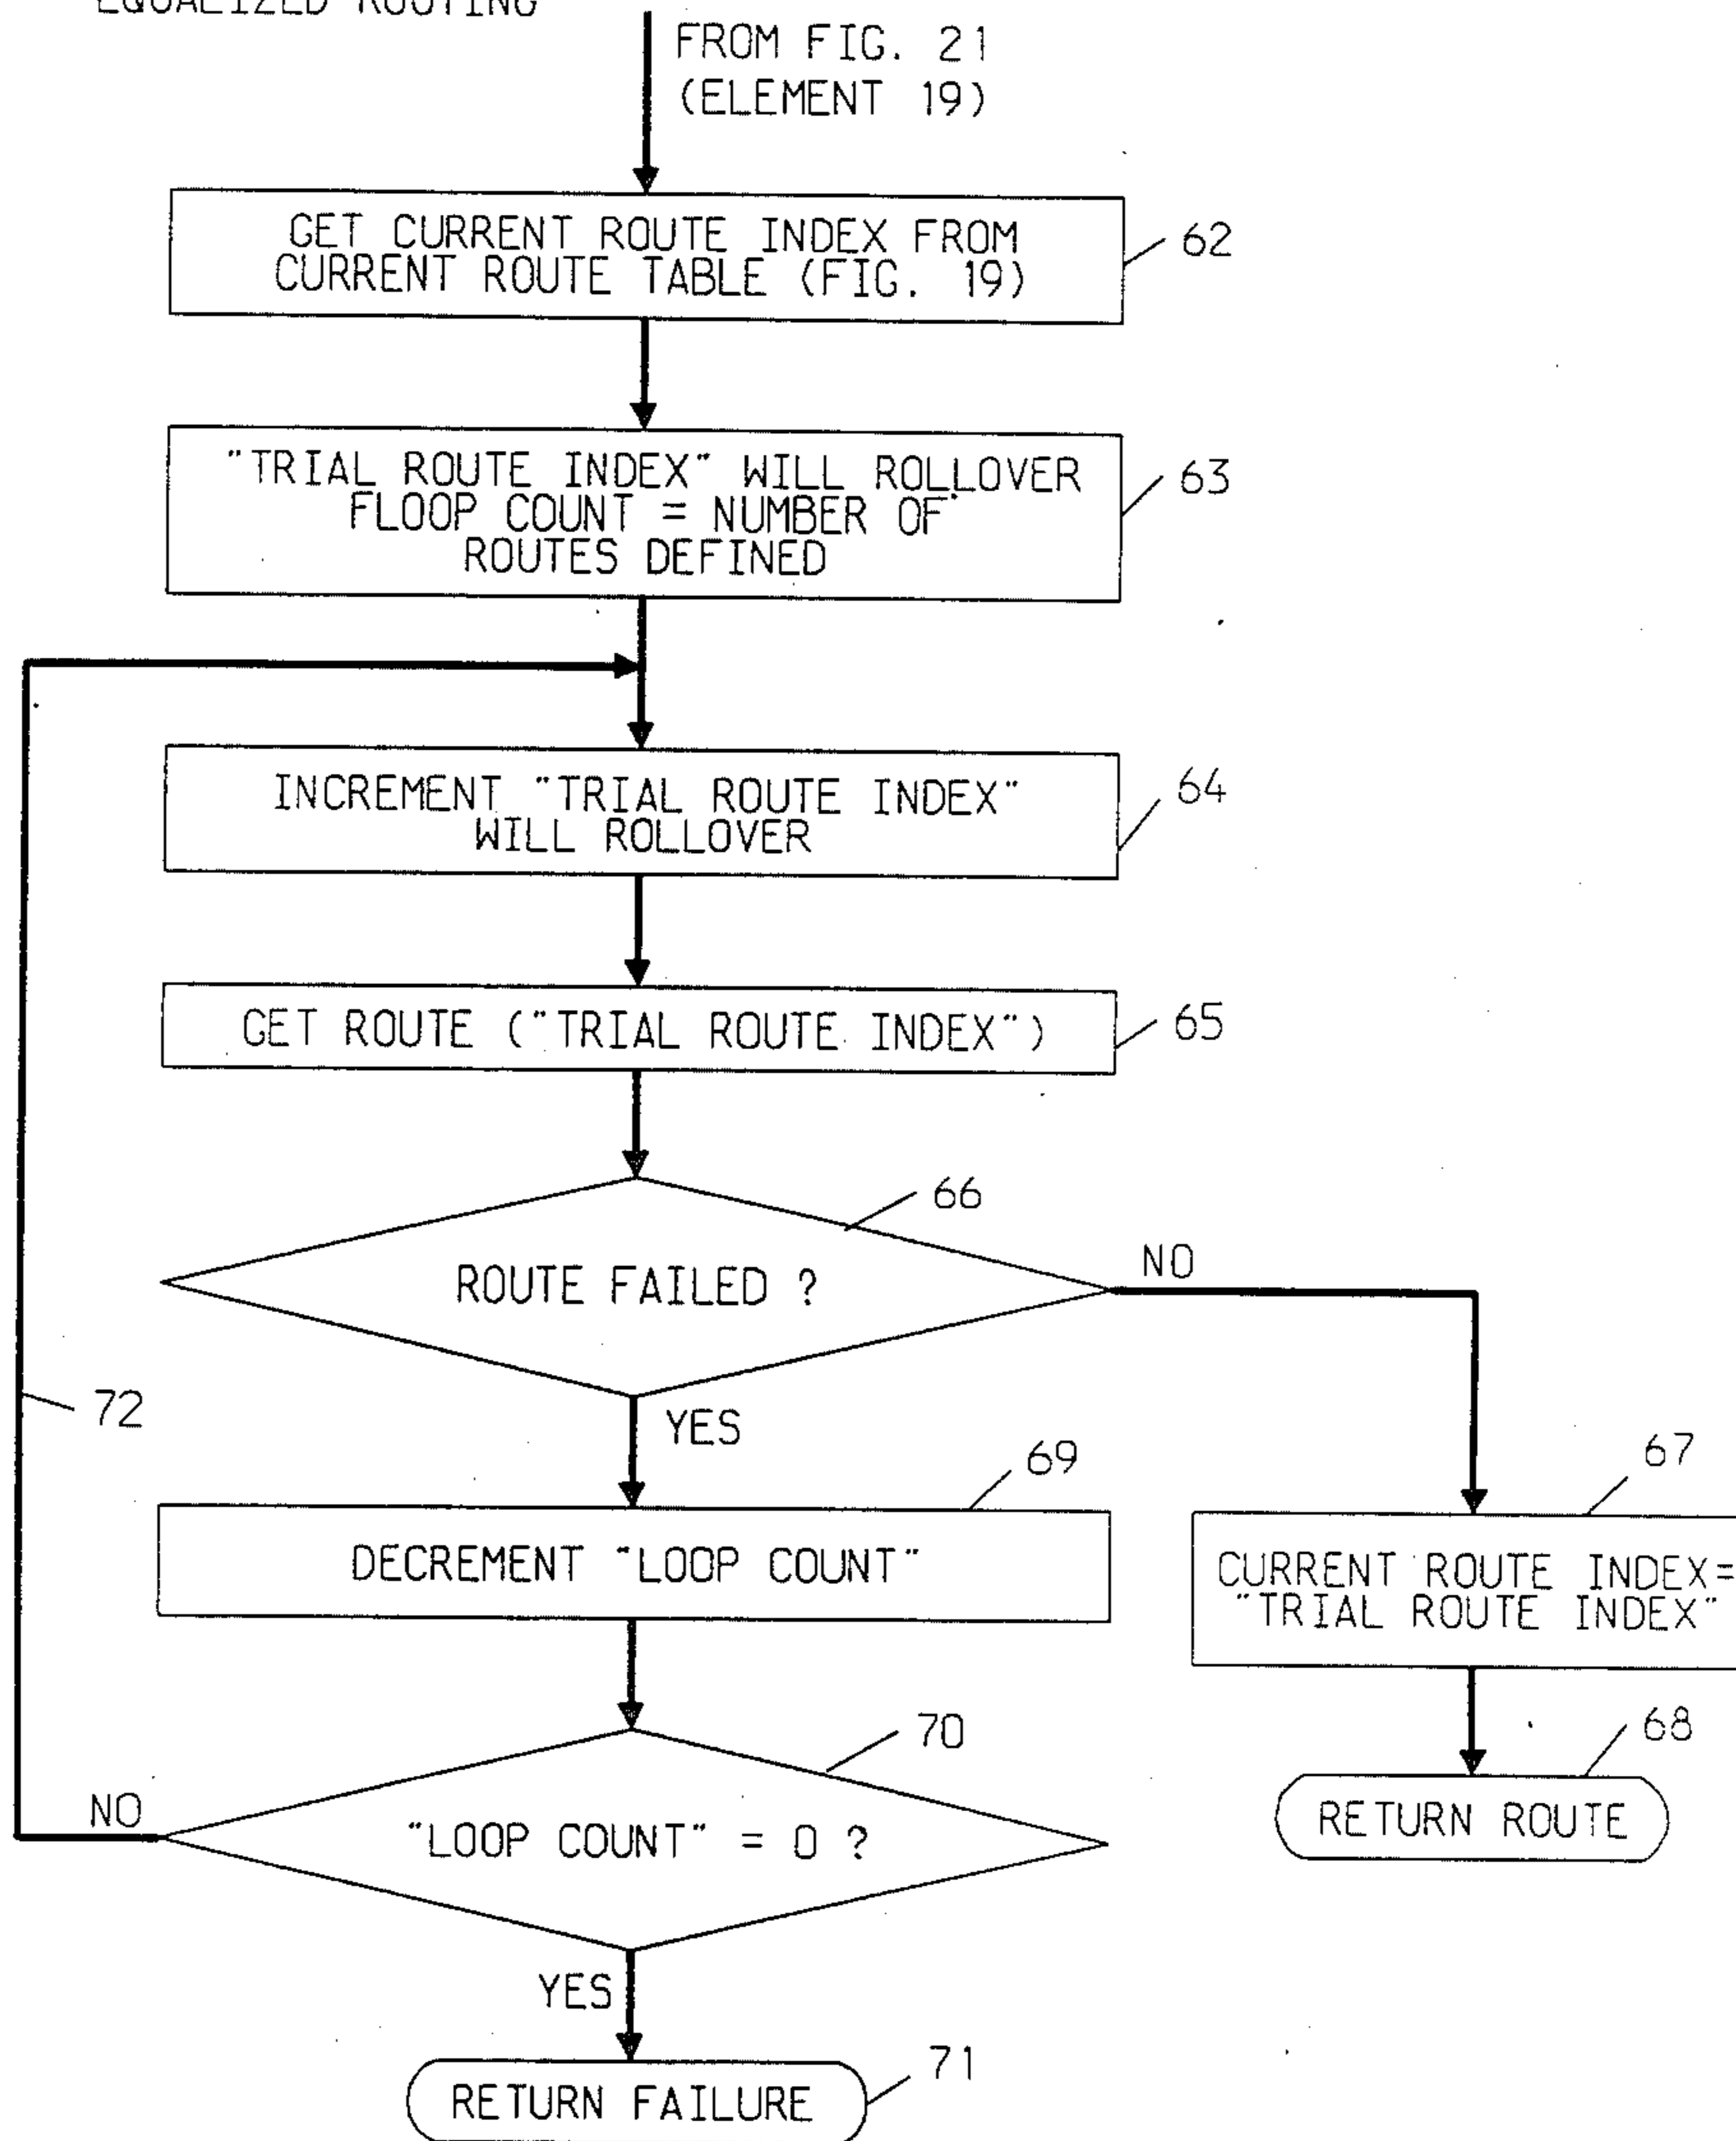 EQUALIZED ROUTING
FROM FIG. 21
(ELEMENT 19)
GET CURRENT ROUTE INDEX FROM
CURRENT ROUTE TABLE (FIG. 19)
62
"TRIAL ROUTE INDEX" WILL ROLLOVER
FLOOP COUNT = NUMBER OF
ROUTES DEFINED
63
INCREMENT "TRIAL ROUTE INDEX"
WILL ROLLOVER
64
GET ROUTE ("TRIAL ROUTE INDEX")
65
66
ROUTE FAILED ?
NO
YES
72
69
67
DECREMENT "LOOP COUNT"
CURRENT ROUTE INDEX=
"TRIAL ROUTE INDEX"
70
68
NO
"LOOP COUNT" = 0 ?
RETURN ROUTE
YES
71
RETURN FAILURE